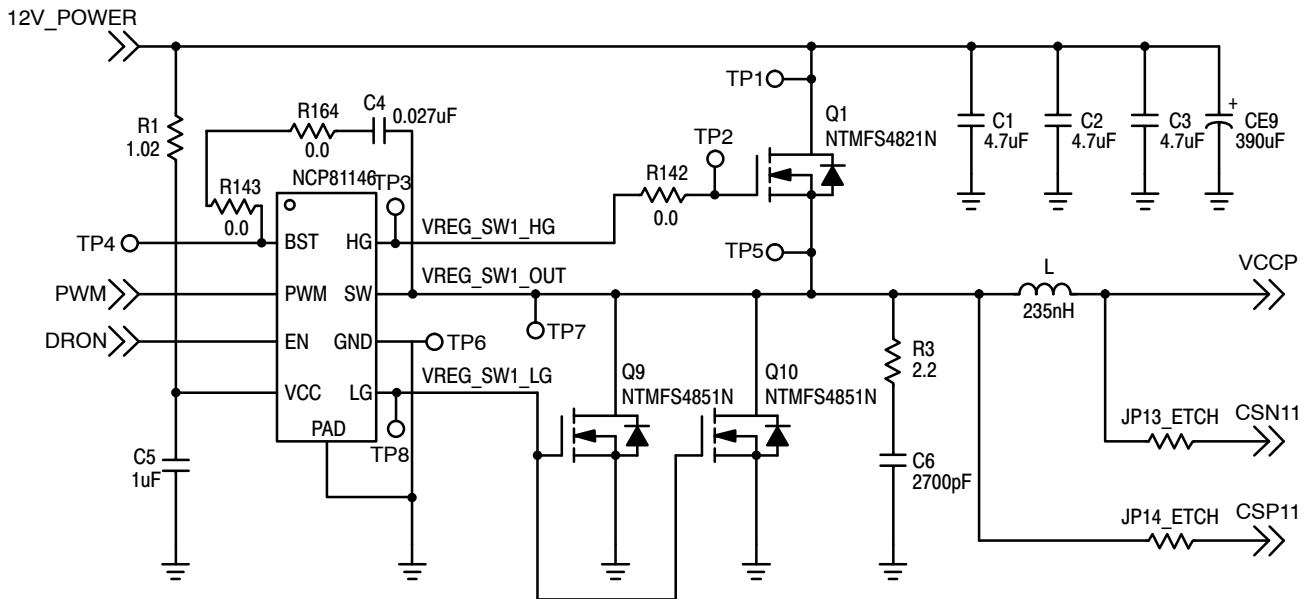 12V_POWER
TP1
R1
1.02
R164
0.0
C4
0.027uF
Q1
NTMFS4821N
C1
4.7uF
C2
4.7uF
C3
4.7uF
+
CE9
390uF
R143
0.0
NCP81146
TP3
R142
0.0
TP2
TP4
BST
HG
VREG_SW1_HG
TP5
PWM
PWM
SW
VREG_SW1_OUT
L
235nH
VCCP
TP7
DRON
EN
GND
TP6
R3
2.2
VCC
LG
VREG_SW1_LG
Q9
NTMFS4851N
Q10
NTMFS4851N
PAD
TP8
C5
1uF
C6
2700pF
JP13_ETCH
CSN11
JP14_ETCH
CSP11